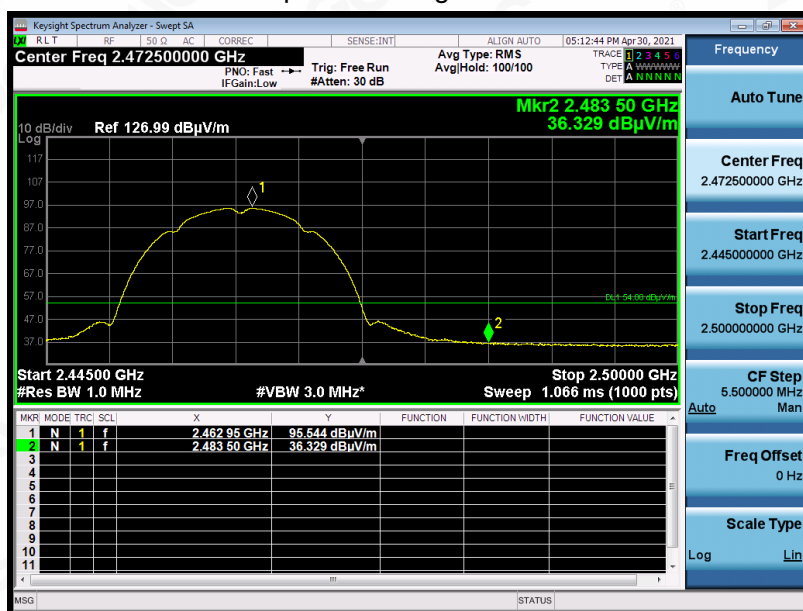 Keysight Spectrum Analyzer - Swept SA
LXI RLT RF 50 Ω AC CORREC SENSE:INT ALIGN AUTO 05:12:44 PM Apr 30, 2021
Center Freq 2.472500000 GHz
PNO: Fast
IFGain:Low
Trig: Free Run
#Atten: 30 dB
Avg Type: RMS
Avg|Hold: 100/100
TRACE 1 2 3 4 5 6
TYPE A WWWWW
DET A N N N N N
Mkr2 2.483 50 GHz
36.329 dBµV/m
10 dB/div Ref 126.99 dBµV/m
Log
117
107
97.0
87.0
77.0
67.0
57.0
47.0
37.0
1
2
DL1 54.00 dBµV/m
Start 2.44500 GHz Stop 2.50000 GHz
#Res BW 1.0 MHz #VBW 3.0 MHz* Sweep 1.066 ms (1000 pts)
MKR MODE TRC SCL X Y FUNCTION FUNCTION WIDTH FUNCTION VALUE
1 N 1 f 2.462 95 GHz 95.544 dBµV/m
2 N 1 f 2.483 50 GHz 36.329 dBµV/m
3
4
5
6
7
8
9
10
11
MSG STATUS
Frequency
Auto Tune
Center Freq
2.472500000 GHz
Start Freq
2.445000000 GHz
Stop Freq
2.500000000 GHz
CF Step
5.500000 MHz
Auto Man
Freq Offset
0 Hz
Scale Type
Log Lin